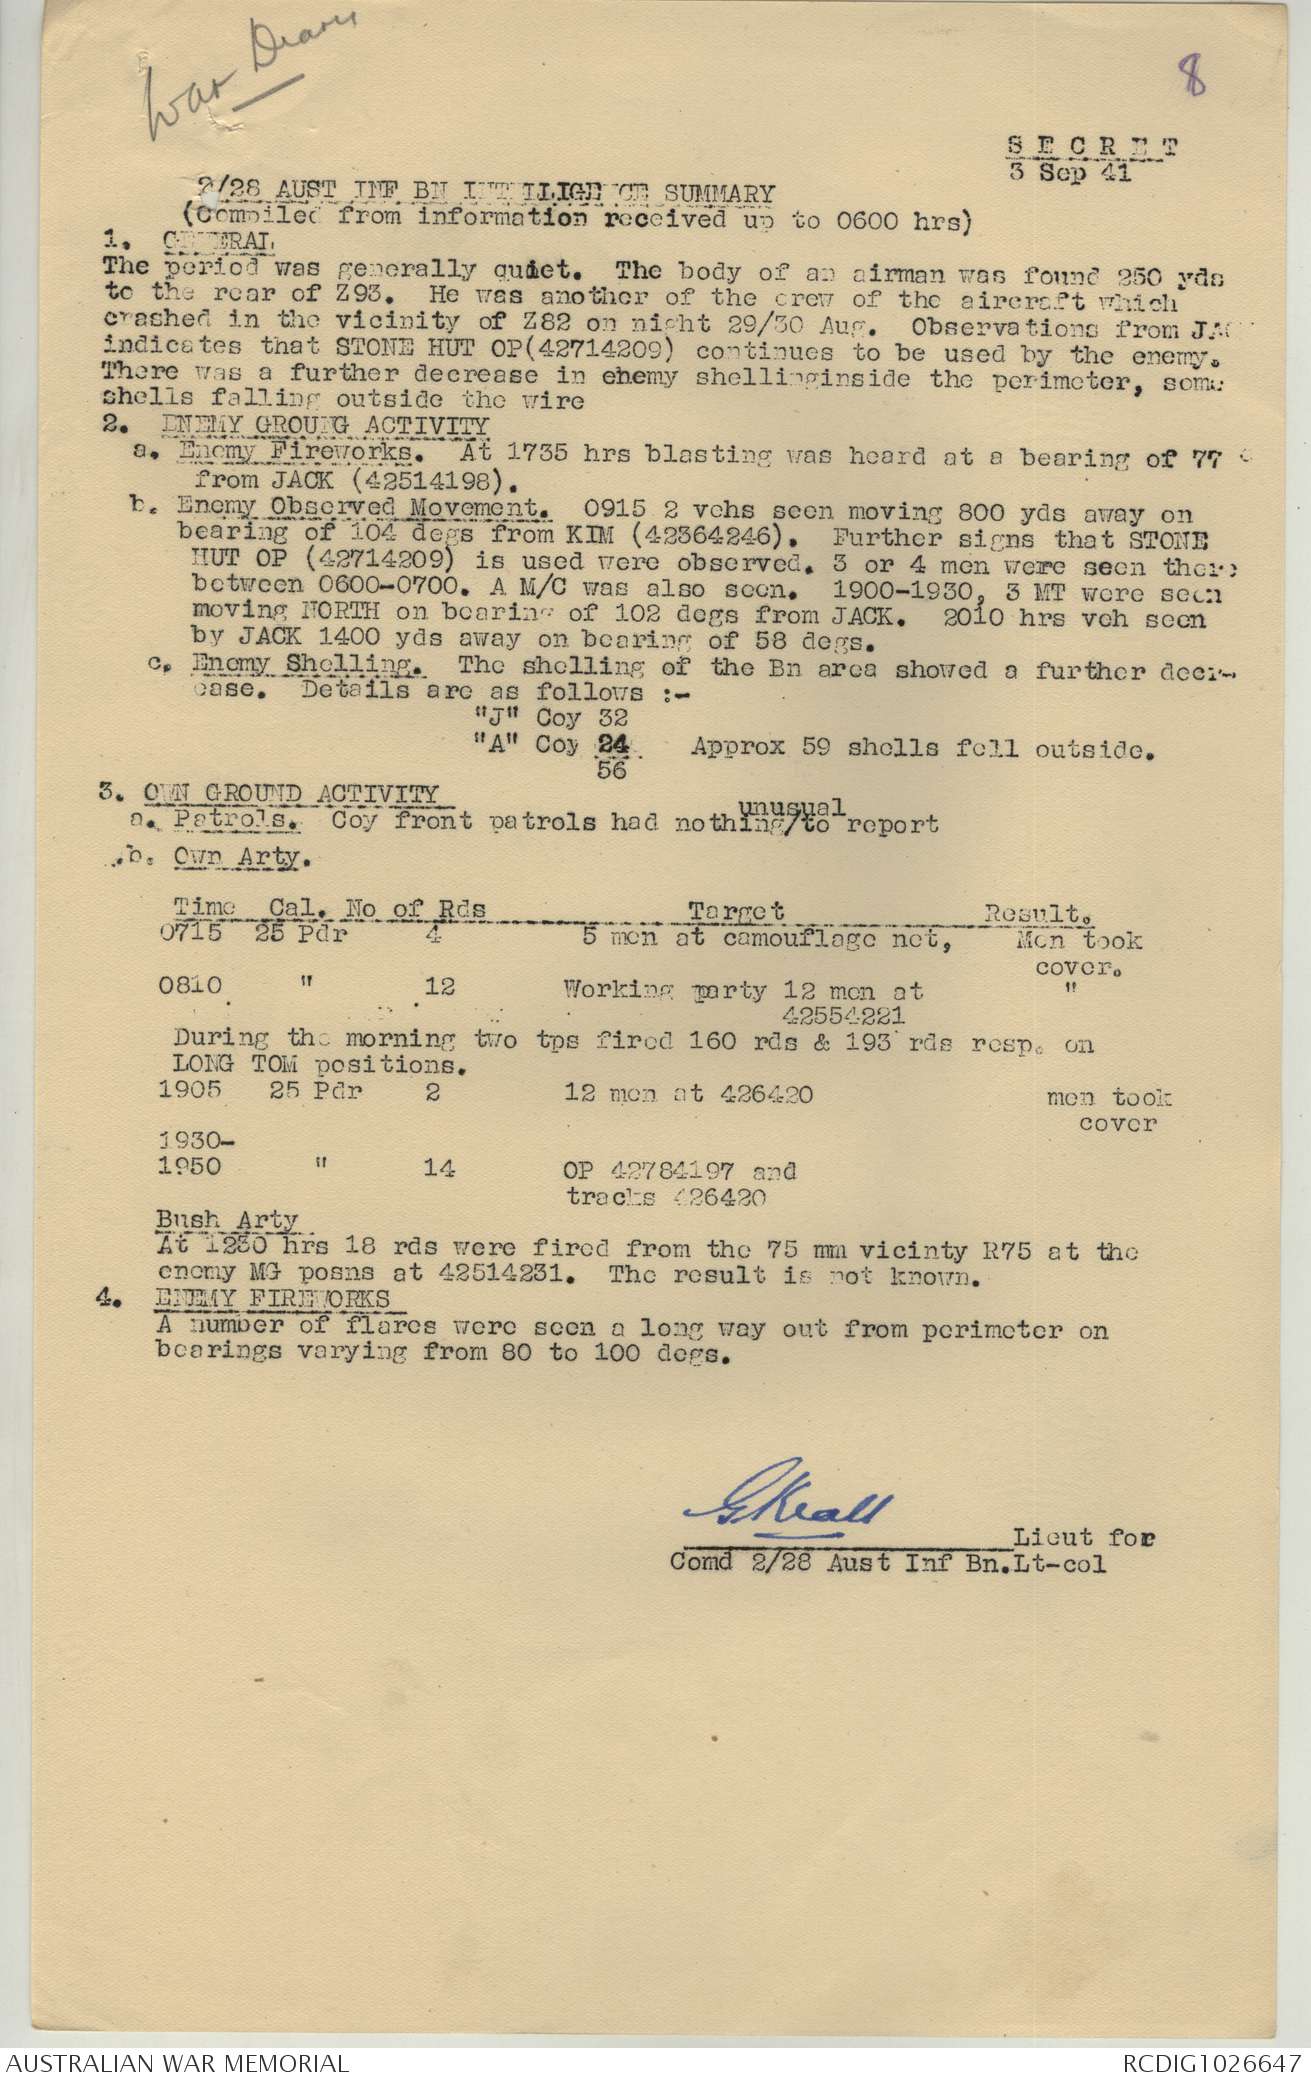 War Diary
8
S E C R E T
3 Sep 41
2/28 AUST INF BN INTELLIGENCE SUMMARY
(Compiled from information received up to 0600 hrs)
1. GENERAL
The period was generally quiet. The body of an airman was found 250 yds
to the rear of Z93. He was another of the crew of the aircraft which
crashed in the vicinity of Z82 on night 29/30 Aug. Observations from JACK
indicates that STONE HUT OP(42714209) continues to be used by the enemy.
There was a further decrease in enemy shellinginside the perimeter, some
shells falling outside the wire
2. ENEMY GROUNG ACTIVITY
a. Enemy Fireworks. At 1735 hrs blasting was heard at a bearing of 77
from JACK (42514198).
b. Enemy Observed Movement. 0915 2 vehs seen moving 800 yds away on
bearing of 104 degs from KIM (42364246). Further signs that STONE
HUT OP (42714209) is used were observed. 3 or 4 men were seen there
between 0600-0700. A M/C was also seen. 1900-1930, 3 MT were seen
moving NORTH on bearing of 102 degs from JACK. 2010 hrs veh seen
by JACK 1400 yds away on bearing of 58 degs.
c. Enemy Shelling. The shelling of the Bn area showed a further decr-
ease. Details are as follows :-
"J" Coy 32
"A" Coy 24 Approx 59 shells fell outside.
56
3. OWN GROUND ACTIVITY
unusual
a. Patrols. Coy front patrols had nothing/to report
b. Own Arty.
Time Cal. No of Rds Target Result.
0715 25 Pdr 4 5 men at camouflage net, Men took
cover.
0810 " 12 Working party 12 men at "
42554221
During the morning two tps fired 160 rds & 193 rds resp. on
LONG TOM positions.
1905 25 Pdr 2 12 men at 426420 men took
cover
1930-
1950 " 14 OP 42784197 and
tracks 426420
Bush Arty
At 1230 hrs 18 rds were fired from the 75 mm vicinty R75 at the
enemy MG posns at 42514231. The result is not known.
4. ENEMY FIREWORKS
A number of flares were seen a long way out from perimeter on
bearings varying from 80 to 100 degs.
GKeall
Lieut for
Comd 2/28 Aust Inf Bn.Lt-col
AUSTRALIAN WAR MEMORIAL
RCDIG1026647